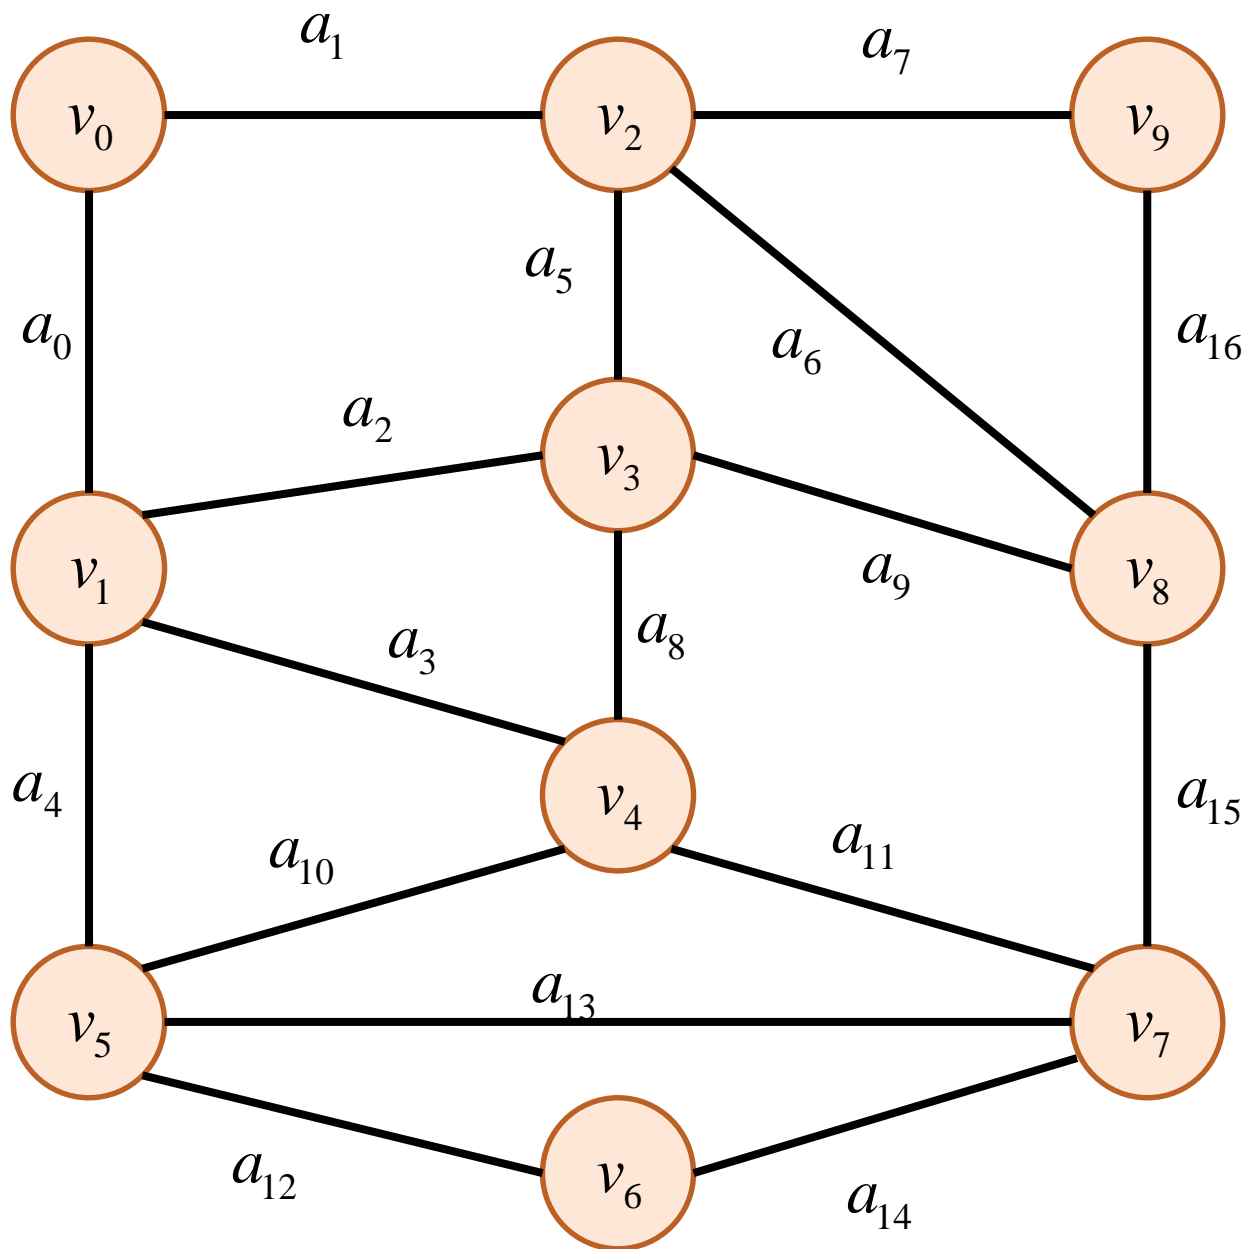 a₁
a₇
v₀
v₂
v₉
a₅
a₀
a₆
a₁₆
a₂
v₃
v₁
a₉
v₈
a₃
a₈
a₄
v₄
a₁₅
a₁₀
a₁₁
a₁₃
v₅
v₇
a₁₂
v₆
a₁₄